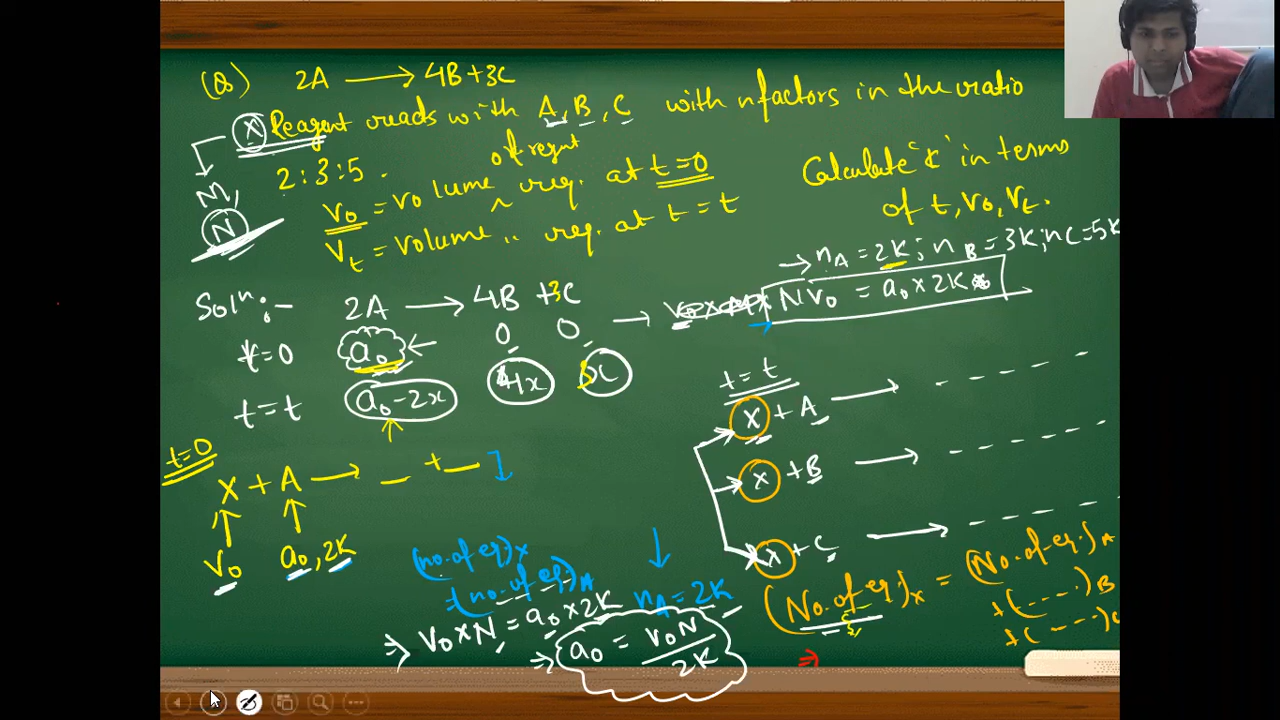 (Q) 2A → 4B + 3C
(X) Reagent reacts with A, B, C with n factors in the ratio
2:3:5.
M,
(N)
of regnt
V₀ = volume ^ req. at t=0
Vt = volume " req. at t = t
Calculate "K" in terms
of t, V₀, Vt.
→ nA = 2K ; nB = 3K ; nC = 5K
Solⁿ:- 2A → 4B + 3C
→ NV₀ = a₀ × 2K
t=0 a₀ 0 0
t=t a₀-2x 4x 3x
t=t
X + A →
X + B →
X + C →
t=0
X + A → _ + _
V₀ a₀, 2K
(no. of eq.)x
= (no. of eq.)A
nA = 2K
⇒ V₀ × N = a₀ × 2K
⇒ a₀ = V₀N / 2K
(No. of eq.)x = (No. of eq.)A
+ (----)B
+ (----)C
⇒